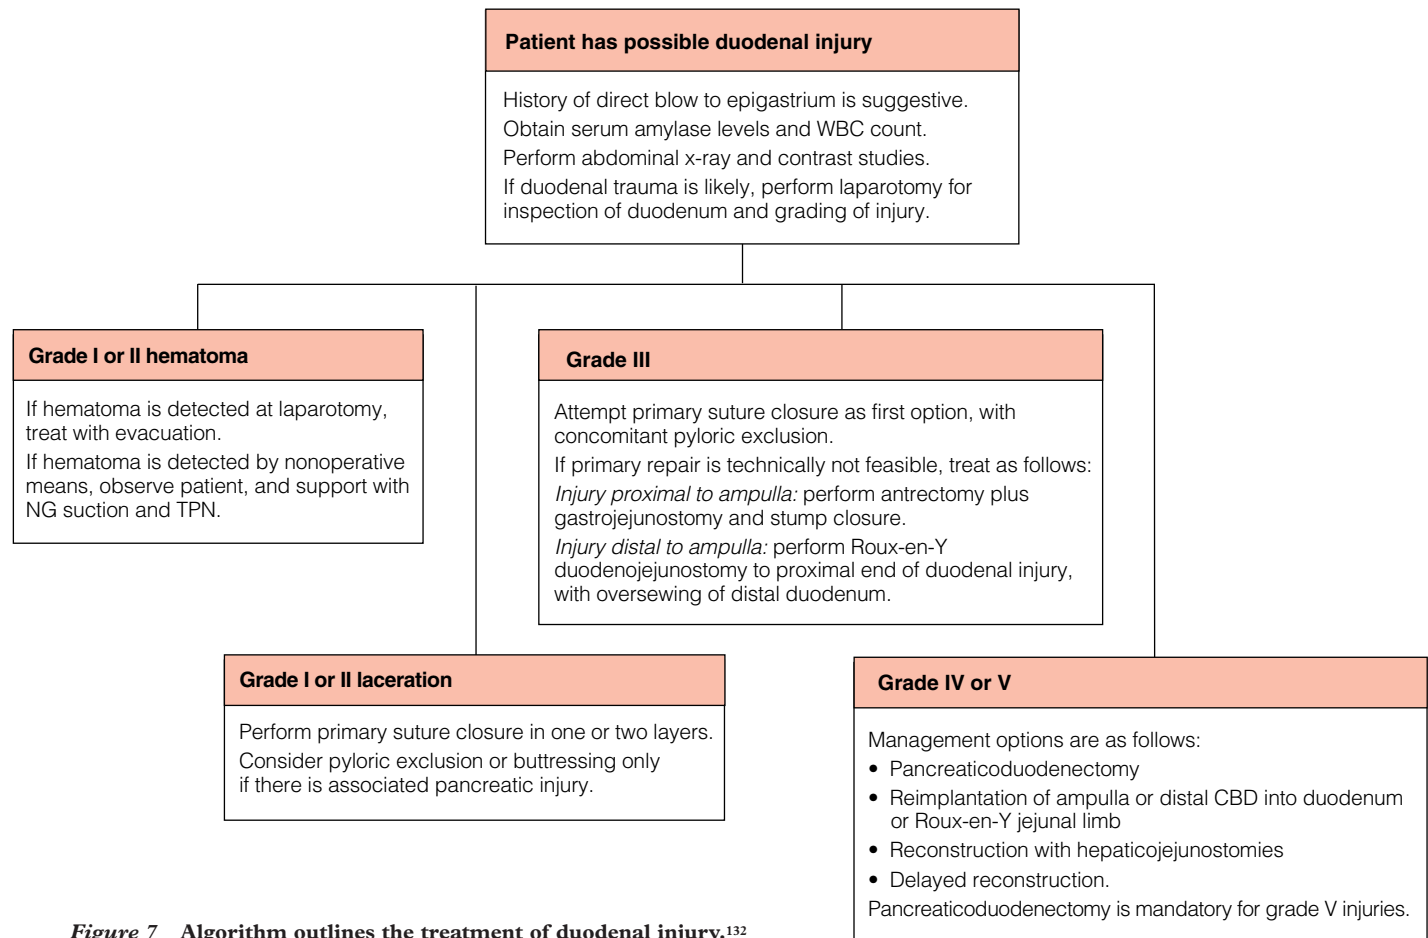 Patient has possible duodenal injury
History of direct blow to epigastrium is suggestive.
Obtain serum amylase levels and WBC count.
Perform abdominal x-ray and contrast studies.
If duodenal trauma is likely, perform laparotomy for
inspection of duodenum and grading of injury.
Grade I or II hematoma
If hematoma is detected at laparotomy,
treat with evacuation.
If hematoma is detected by nonoperative
means, observe patient, and support with
NG suction and TPN.
Grade III
Attempt primary suture closure as first option, with
concomitant pyloric exclusion.
If primary repair is technically not feasible, treat as follows:
Injury proximal to ampulla: perform antrectomy plus
gastrojejunostomy and stump closure.
Injury distal to ampulla: perform Roux-en-Y
duodenojejunostomy to proximal end of duodenal injury,
with oversewing of distal duodenum.
Grade I or II laceration
Perform primary suture closure in one or two layers.
Consider pyloric exclusion or buttressing only
if there is associated pancreatic injury.
Grade IV or V
Management options are as follows:
• Pancreaticoduodenectomy
• Reimplantation of ampulla or distal CBD into duodenum
or Roux-en-Y jejunal limb
• Reconstruction with hepaticojejunostomies
• Delayed reconstruction.
Pancreaticoduodenectomy is mandatory for grade V injuries.
Figure 7 Algorithm outlines the treatment of duodenal injury.132